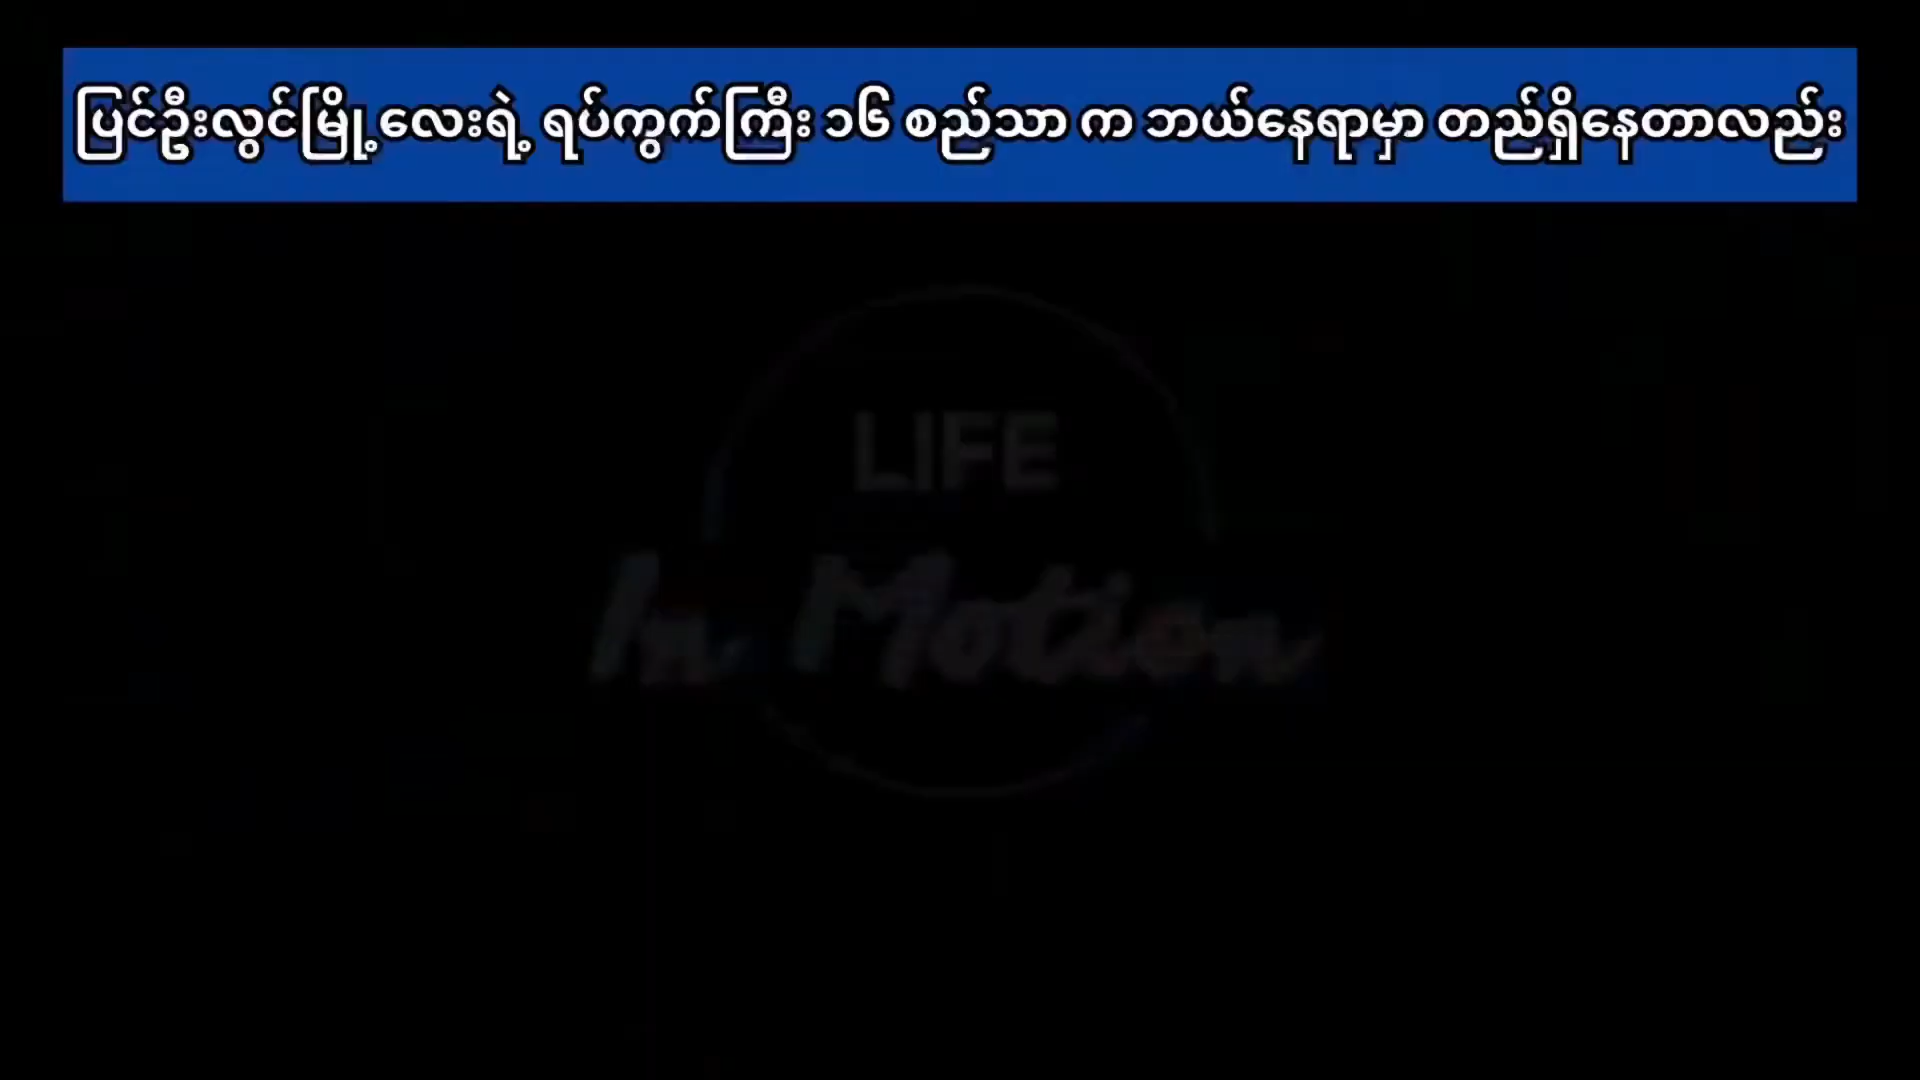 ပြင်ဦးလွင်မြို့လေးရဲ့ ရပ်ကွက်ကြီး ၁၆ စည်သာ က ဘယ်နေရာမှာ တည်ရှိနေတာလည်း
LIFE
In Motion